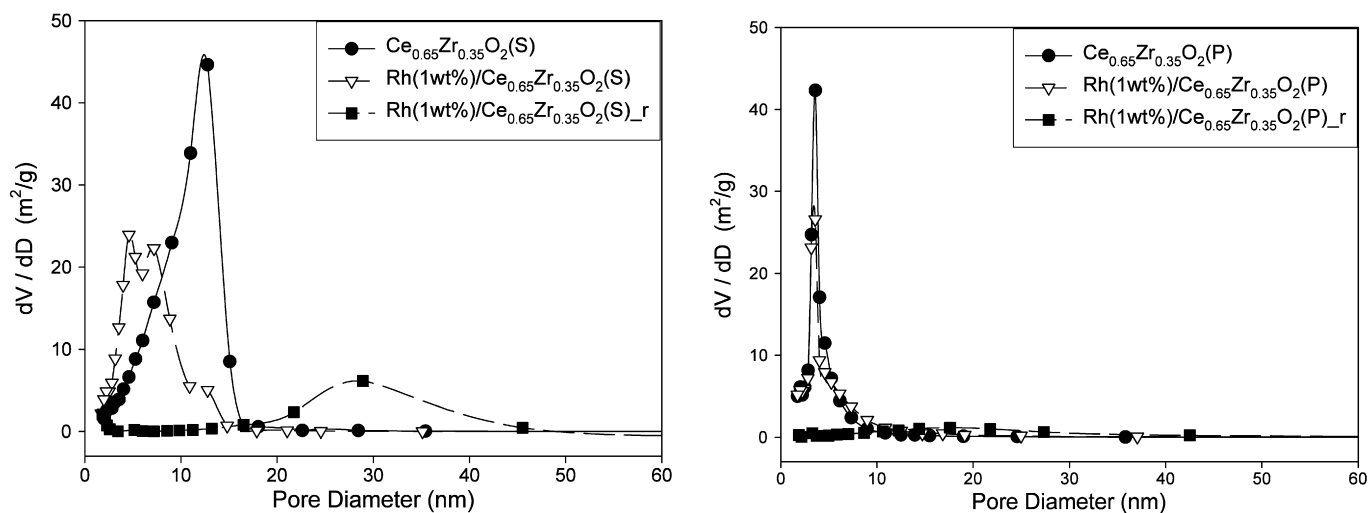 50
40
30
20
10
0
dV / dD (m²/g)
0 10 20 30 40 50 60
Pore Diameter (nm)
Ce₀.₆₅Zr₀.₃₅O₂(S)
Rh(1wt%)/Ce₀.₆₅Zr₀.₃₅O₂(S)
Rh(1wt%)/Ce₀.₆₅Zr₀.₃₅O₂(S)_r
50
40
30
20
10
0
dV / dD (m²/g)
0 10 20 30 40 50 60
Pore Diameter (nm)
Ce₀.₆₅Zr₀.₃₅O₂(P)
Rh(1wt%)/Ce₀.₆₅Zr₀.₃₅O₂(P)
Rh(1wt%)/Ce₀.₆₅Zr₀.₃₅O₂(P)_r